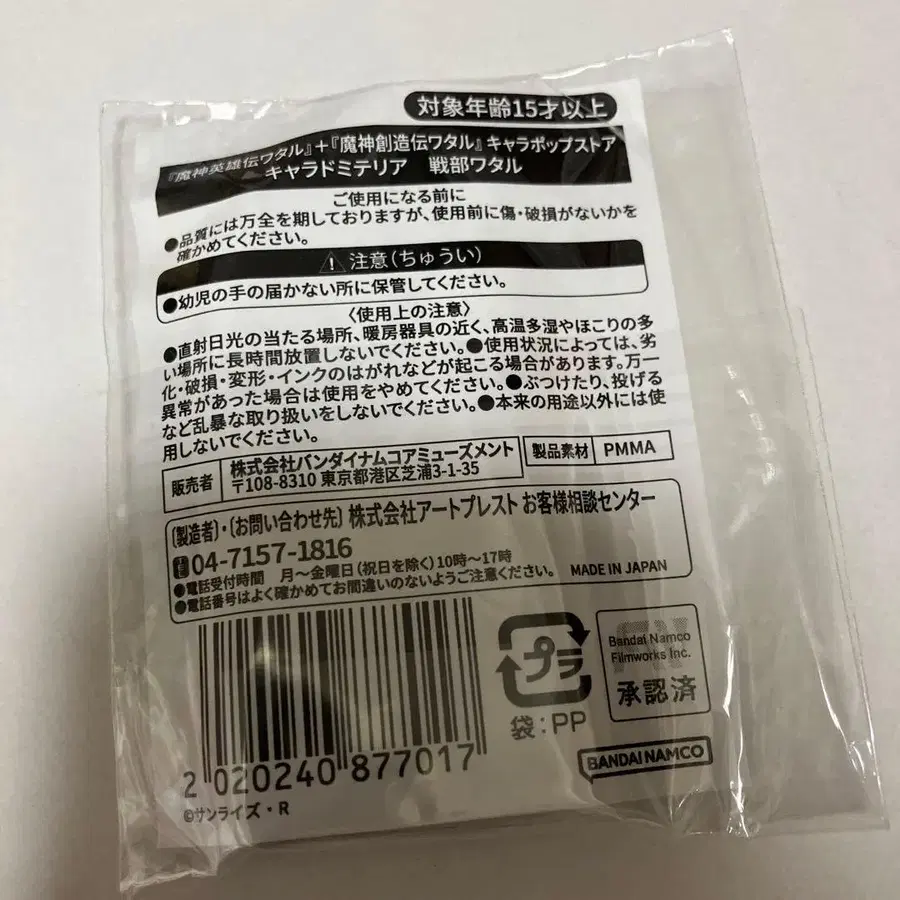 対象年齢15才以上
『魔神英雄伝ワタル』+『魔神創造伝ワタル』 キャラポップストア
キャラドミテリア 戦部ワタル
ご使用になる前に
●品質には万全を期しておりますが、使用前に傷・破損がないかを
確かめてください。
注意(ちゅうい)
●幼児の手の届かない所に保管してください。
〈使用上の注意〉
●直射日光の当たる場所、暖房器具の近く、高温多湿やほこりの多
い場所に長時間放置しないでください。●使用状況によっては、劣
化・破損・変形・インクのはがれなどが起こる場合があります。万一
異常があった場合は使用をやめてください。●ぶつけたり、投げる
など乱暴な取り扱いをしないでください。●本来の用途以外には使
用しないでください。
販売者 株式会社バンダイナムコアミューズメント
〒108-8310 東京都港区芝浦3-1-35
製品素材 PMMA
〔製造者〕・〔お問い合わせ先〕 株式会社アートプレスト お客様相談センター
TEL 04-7157-1816
●電話受付時間 月〜金曜日(祝日を除く)10時〜17時
●電話番号はよく確かめてお間違いのないようご注意ください。
MADE IN JAPAN
プラ
袋:PP
Bandai Namco
Filmworks Inc.
承認済
BANDAI NAMCO
2 020240 877017
©サンライズ・R